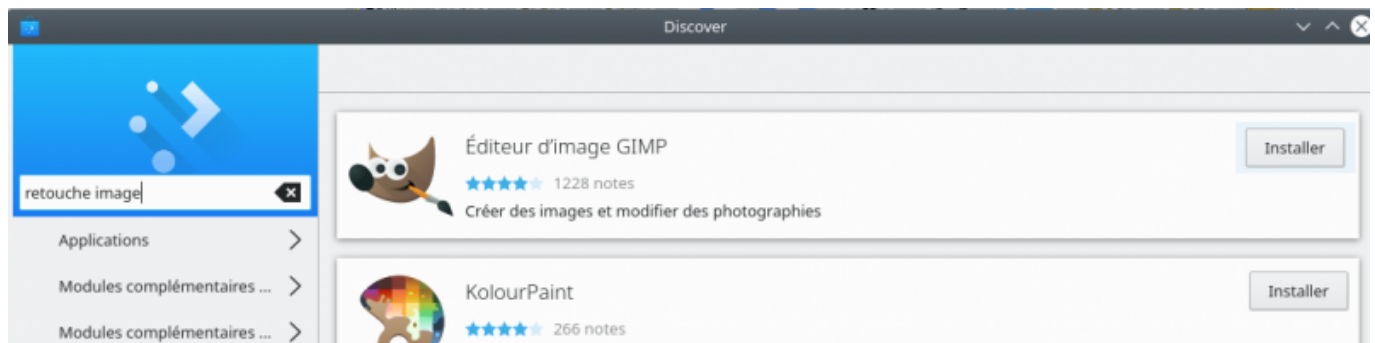 Discover
retouche image
Applications
Modules complémentaires ...
Modules complémentaires ...
Éditeur d'image GIMP
1228 notes
Créer des images et modifier des photographies
Installer
KolourPaint
266 notes
Installer